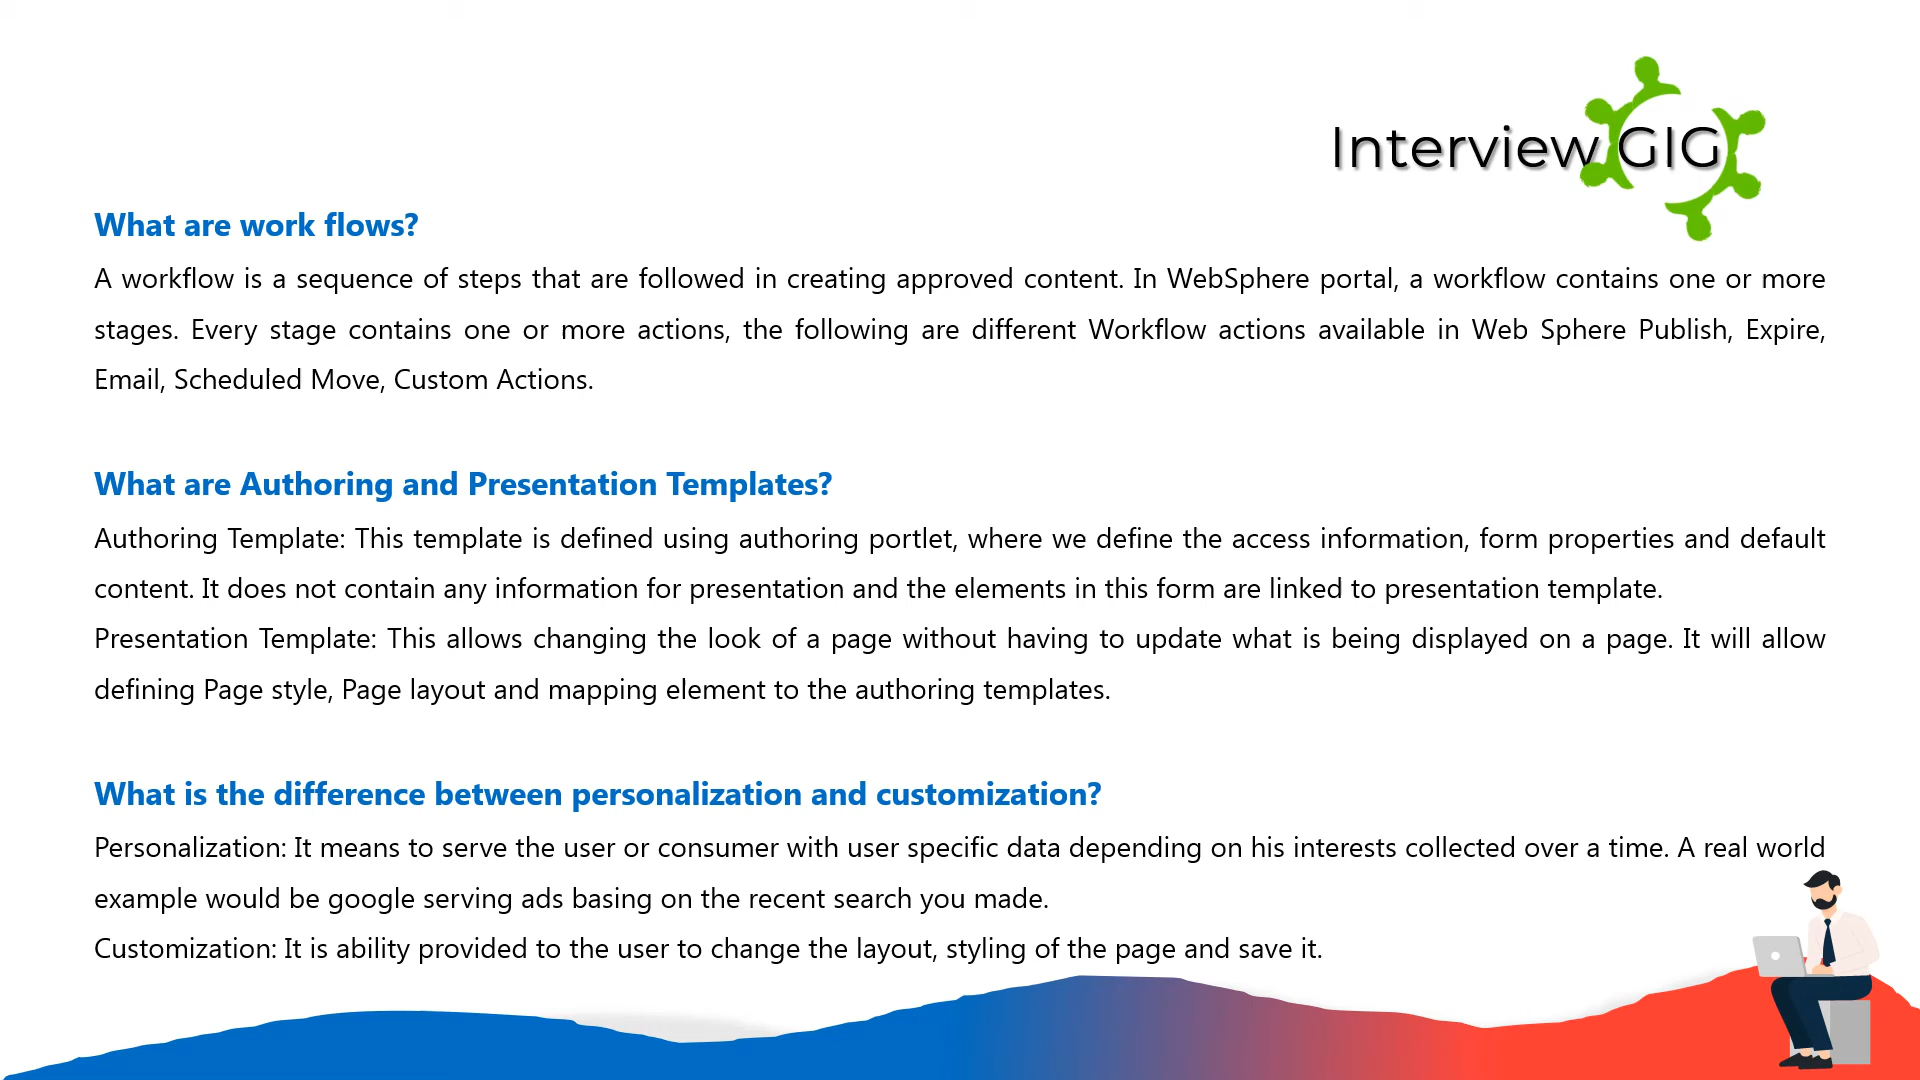 Interview GIG
What are work flows?
A workflow is a sequence of steps that are followed in creating approved content. In WebSphere portal, a workflow contains one or more
stages. Every stage contains one or more actions, the following are different Workflow actions available in Web Sphere Publish, Expire,
Email, Scheduled Move, Custom Actions.
What are Authoring and Presentation Templates?
Authoring Template: This template is defined using authoring portlet, where we define the access information, form properties and default
content. It does not contain any information for presentation and the elements in this form are linked to presentation template.
Presentation Template: This allows changing the look of a page without having to update what is being displayed on a page. It will allow
defining Page style, Page layout and mapping element to the authoring templates.
What is the difference between personalization and customization?
Personalization: It means to serve the user or consumer with user specific data depending on his interests collected over a time. A real world
example would be google serving ads basing on the recent search you made.
Customization: It is ability provided to the user to change the layout, styling of the page and save it.